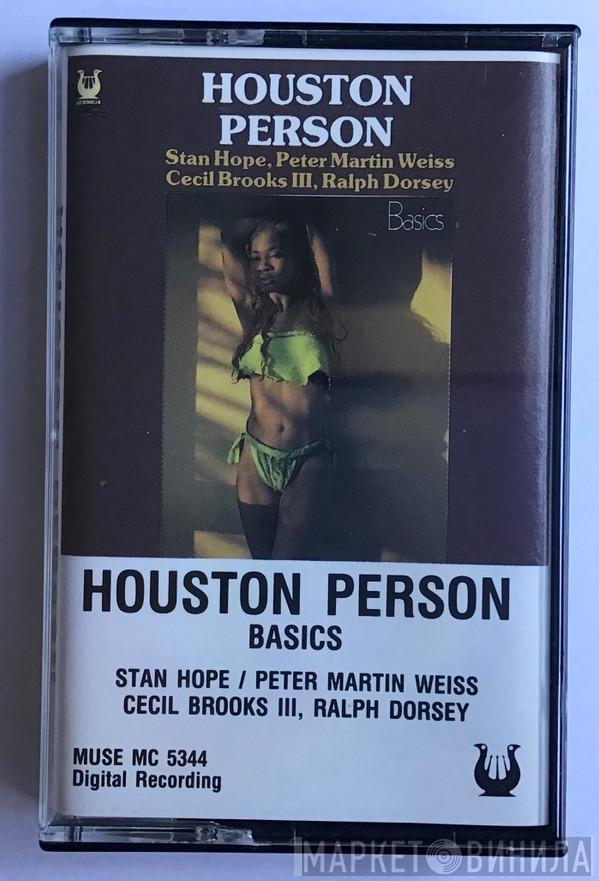 HOUSTON
PERSON
Stan Hope, Peter Martin Weiss
Cecil Brooks III, Ralph Dorsey
Basics
HOUSTON PERSON
BASICS
STAN HOPE / PETER MARTIN WEISS
CECIL BROOKS III, RALPH DORSEY
MUSE MC 5344
Digital Recording
МАРКЕТ ВИНИЛА